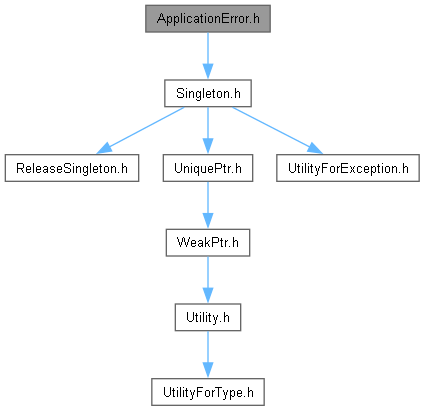 ApplicationError.h
Singleton.h
ReleaseSingleton.h
UniquePtr.h
UtilityForException.h
WeakPtr.h
Utility.h
UtilityForType.h